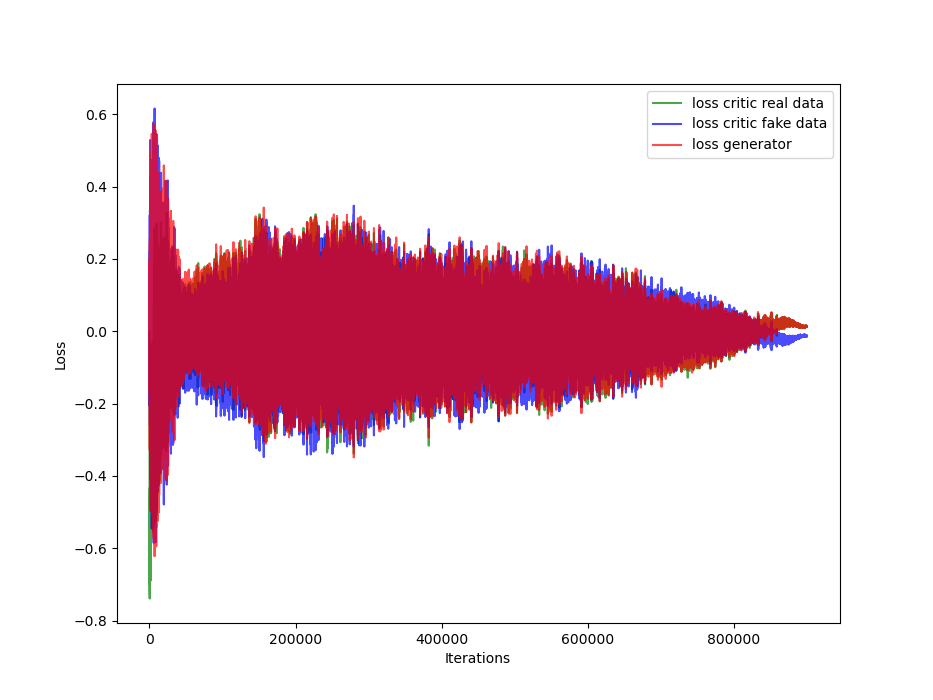 loss critic real data
loss critic fake data
loss generator
0.6
0.4
0.2
0.0
−0.2
−0.4
−0.6
−0.8
Loss
0
200000
400000
600000
800000
Iterations